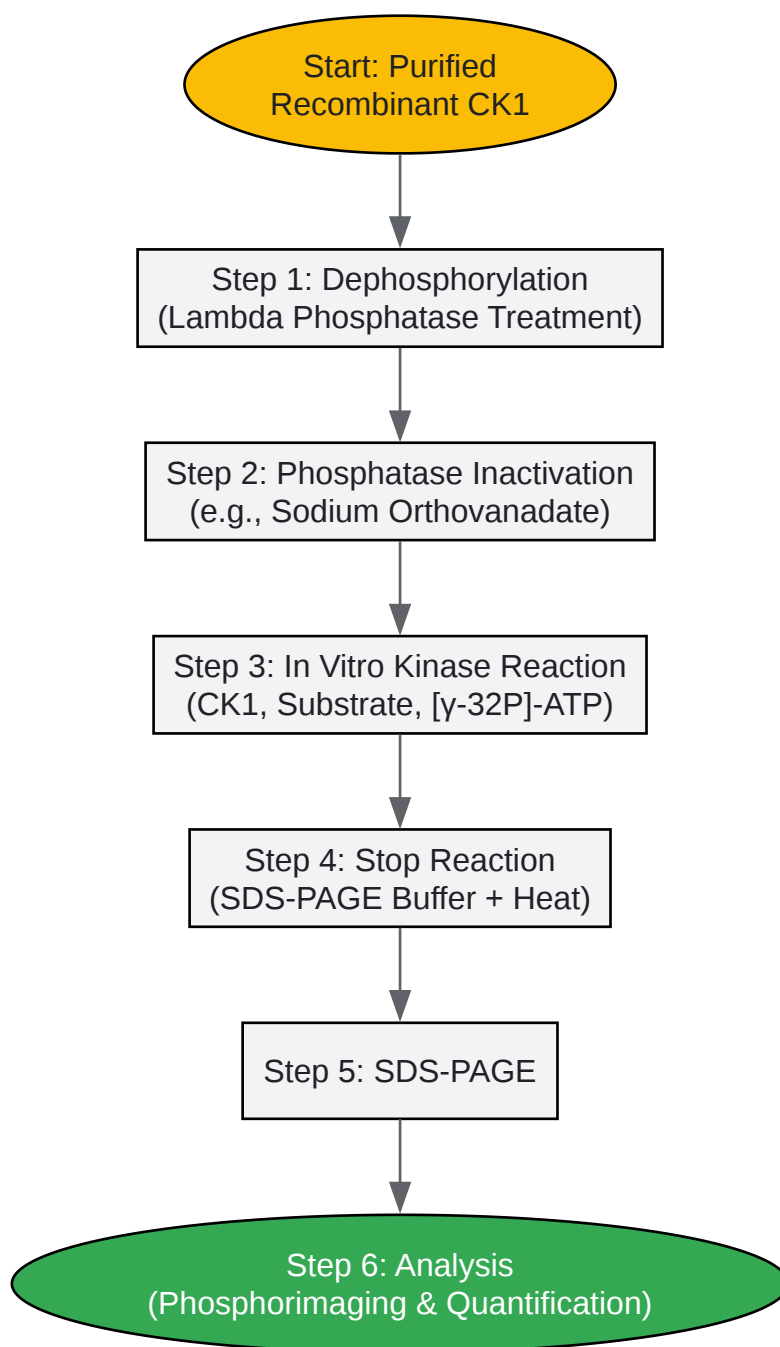 Start: Purified
Recombinant CK1
Step 1: Dephosphorylation
(Lambda Phosphatase Treatment)
Step 2: Phosphatase Inactivation
(e.g., Sodium Orthovanadate)
Step 3: In Vitro Kinase Reaction
(CK1, Substrate, [γ-32P]-ATP)
Step 4: Stop Reaction
(SDS-PAGE Buffer + Heat)
Step 5: SDS-PAGE
Step 6: Analysis
(Phosphorimaging & Quantification)